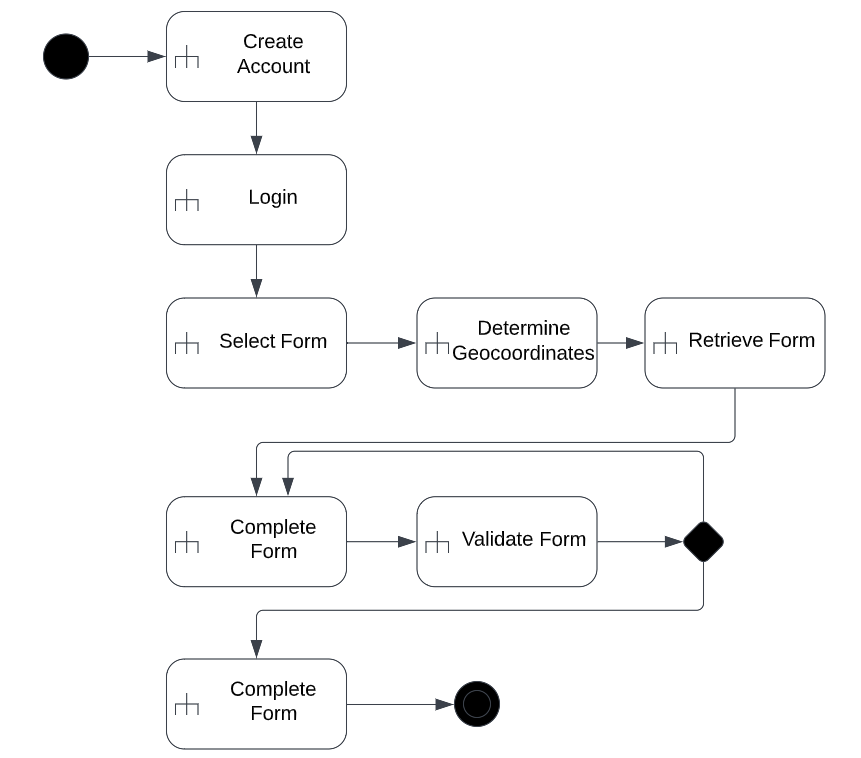 Create
Account
Login
Select Form
Determine
Geocoordinates
Retrieve Form
Complete
Form
Validate Form
Complete
Form